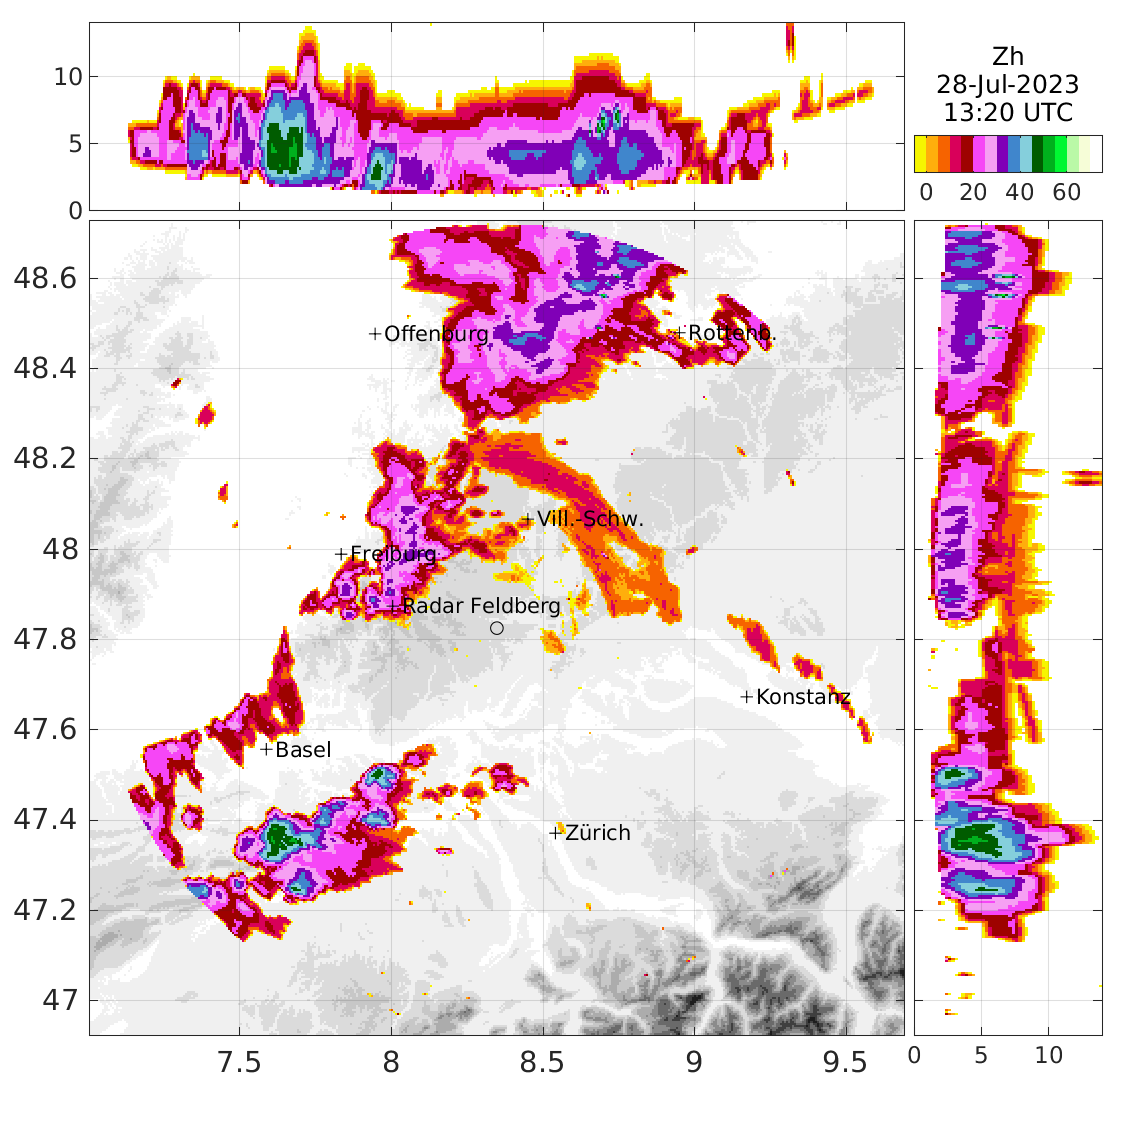 10
5
0
Zh
28-Jul-2023
13:20 UTC
0 20 40 60
48.6
48.4
48.2
48
47.8
47.6
47.4
47.2
47
+Offenburg
+Rottenb.
+Vill.-Schw.
+Freiburg
+Radar Feldberg
+Konstanz
+Basel
+Zürich
7.5 8 8.5 9 9.5
0 5 10